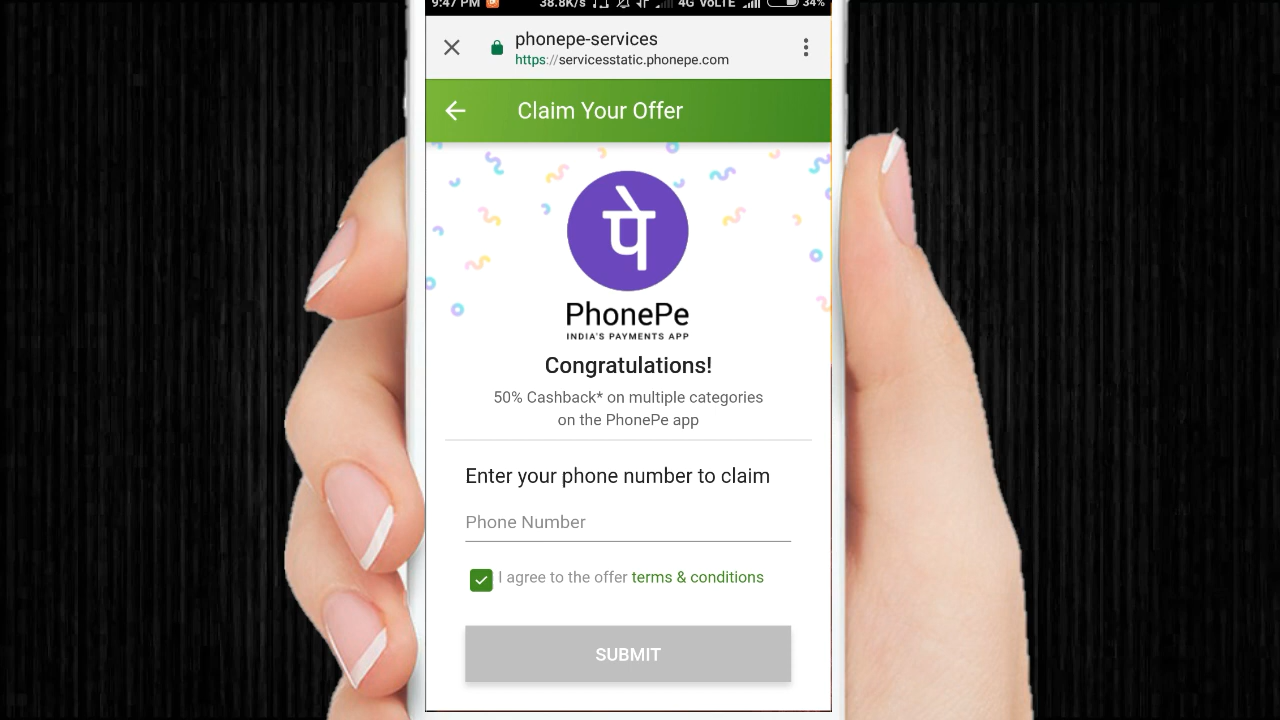 9:47 PM 38.8K/s 4G VoLTE 34%
phonepe-services
https://servicesstatic.phonepe.com
Claim Your Offer
पे
PhonePe
INDIA'S PAYMENTS APP
Congratulations!
50% Cashback* on multiple categories
on the PhonePe app
Enter your phone number to claim
Phone Number
I agree to the offer terms & conditions
SUBMIT